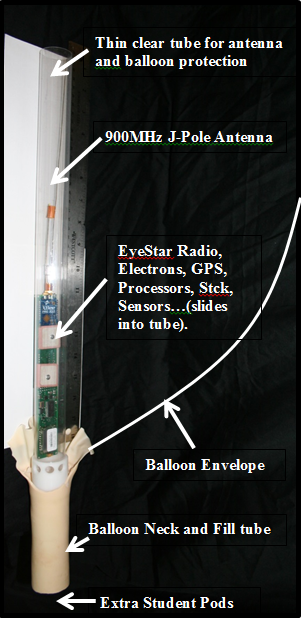 Thin clear tube for antenna
and balloon protection
900MHz J-Pole Antenna
EyeStar Radio,
Electrons, GPS,
Processors, Stck,
Sensors…(slides
into tube).
Balloon Envelope
Balloon Neck and Fill tube
Extra Student Pods